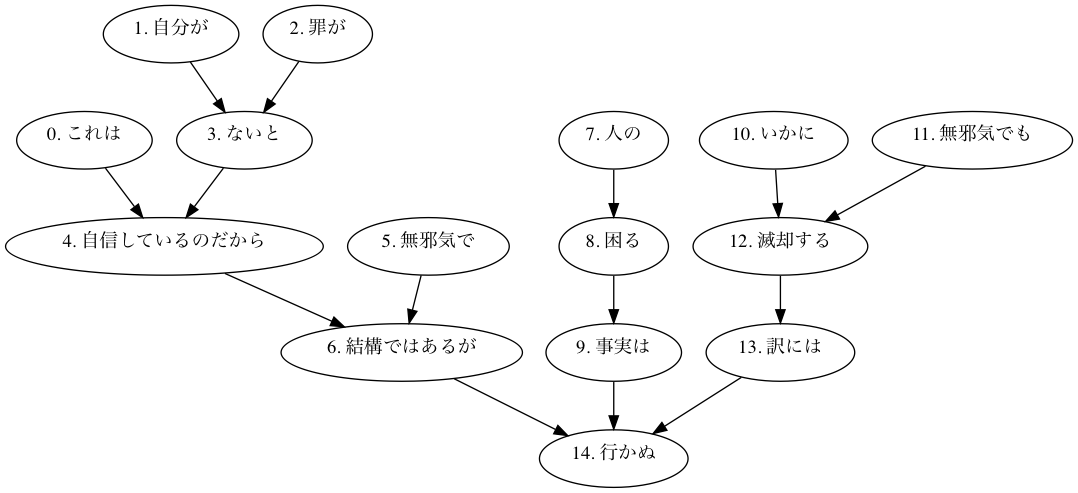 1. 自分が
2. 罪が
0. これは
3. ないと
7. 人の
10. いかに
11. 無邪気でも
4. 自信しているのだから
5. 無邪気で
8. 困る
12. 滅却する
6. 結構ではあるが
9. 事実は
13. 訳には
14. 行かぬ